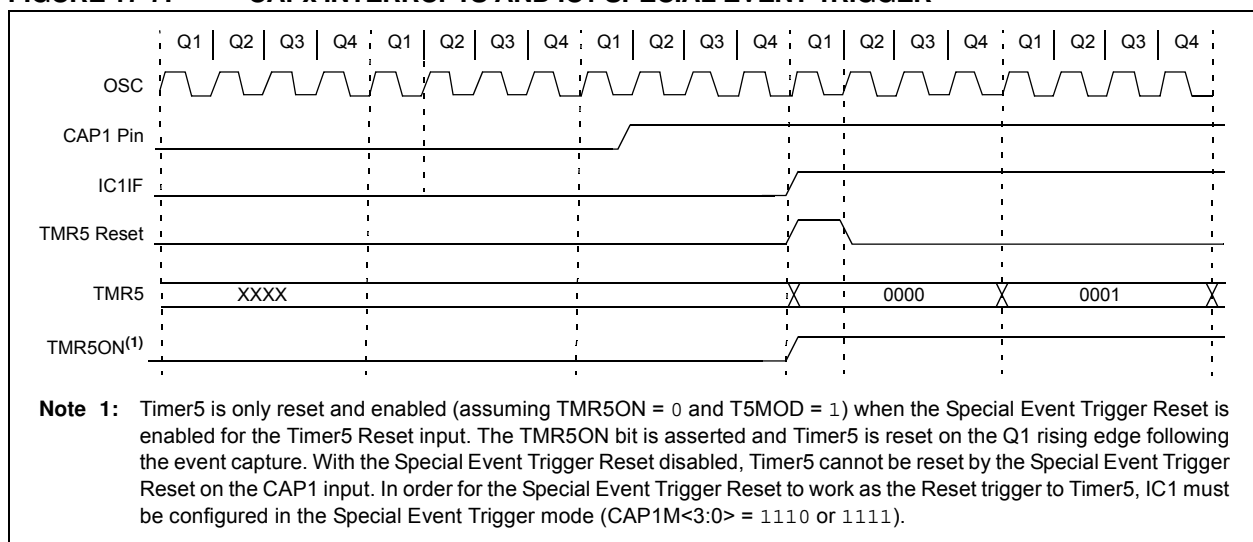 Q1 Q2 Q3 Q4 Q1 Q2 Q3 Q4 Q1 Q2 Q3 Q4 Q1 Q2 Q3 Q4 Q1 Q2 Q3 Q4
OSC
CAP1 Pin
IC1IF
TMR5 Reset
TMR5 XXXX 0000 0001
TMR5ON(1)
Note 1: Timer5 is only reset and enabled (assuming TMR5ON = 0 and T5MOD = 1) when the Special Event Trigger Reset is
enabled for the Timer5 Reset input. The TMR5ON bit is asserted and Timer5 is reset on the Q1 rising edge following
the event capture. With the Special Event Trigger Reset disabled, Timer5 cannot be reset by the Special Event Trigger
Reset on the CAP1 input. In order for the Special Event Trigger Reset to work as the Reset trigger to Timer5, IC1 must
be configured in the Special Event Trigger mode (CAP1M<3:0> = 1110 or 1111).